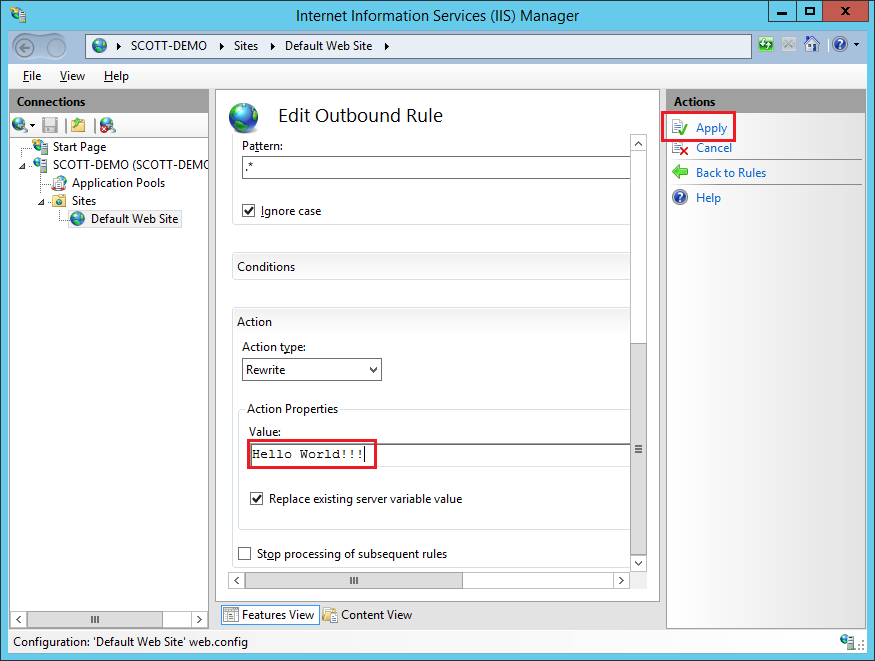 Internet Information Services (IIS) Manager
SCOTT-DEMO Sites Default Web Site
File View Help
Connections
Start Page
SCOTT-DEMO (SCOTT-DEMO
Application Pools
Sites
Default Web Site
Edit Outbound Rule
Pattern:
.*
Ignore case
Conditions
Action
Action type:
Rewrite
Action Properties
Value:
Hello World!!!
Replace existing server variable value
Stop processing of subsequent rules
Features View Content View
Actions
Apply
Cancel
Back to Rules
Help
Configuration: 'Default Web Site' web.config